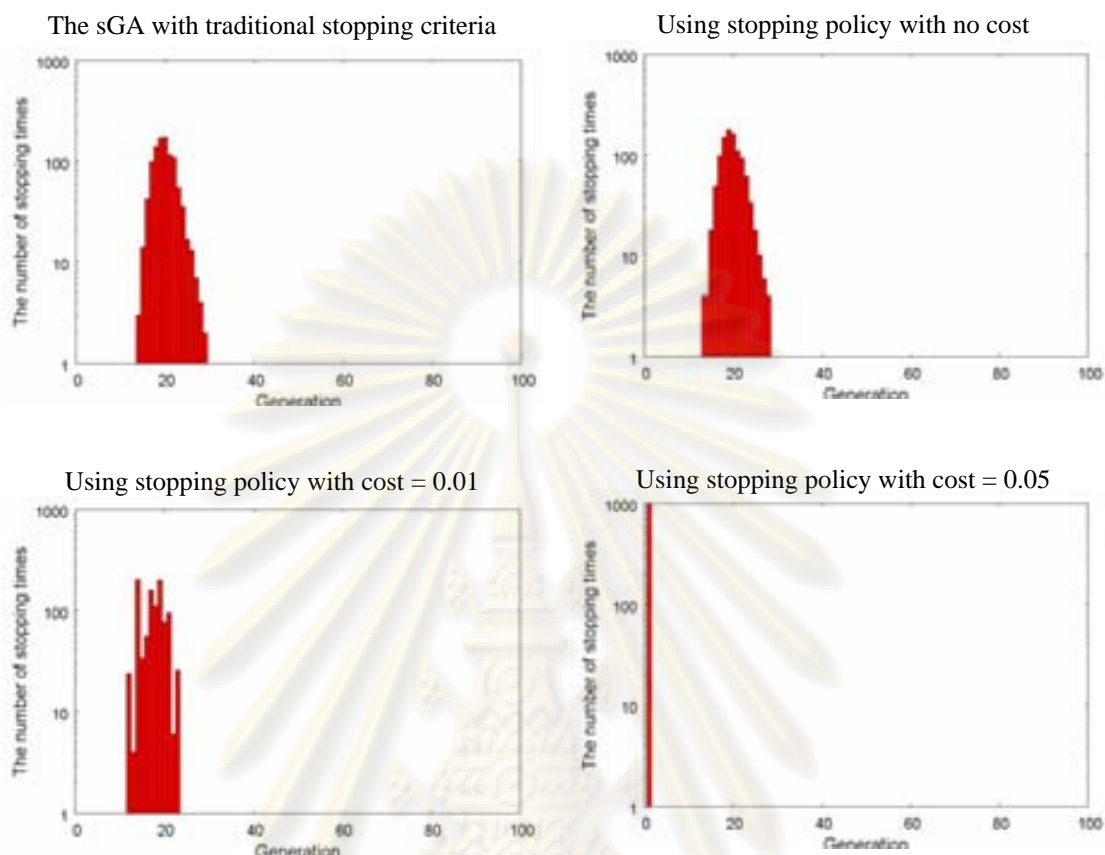 The sGA with traditional stopping criteria
Using stopping policy with no cost
The number of stopping times
1000
100
10
1
0 20 40 60 80 100
Generation
The number of stopping times
1000
100
10
1
0 20 40 60 80 100
Generation
Using stopping policy with cost = 0.01
Using stopping policy with cost = 0.05
The number of stopping times
1000
100
10
1
0 20 40 60 80 100
Generation
The number of stopping times
1000
100
10
1
0 20 40 60 80 100
Generation